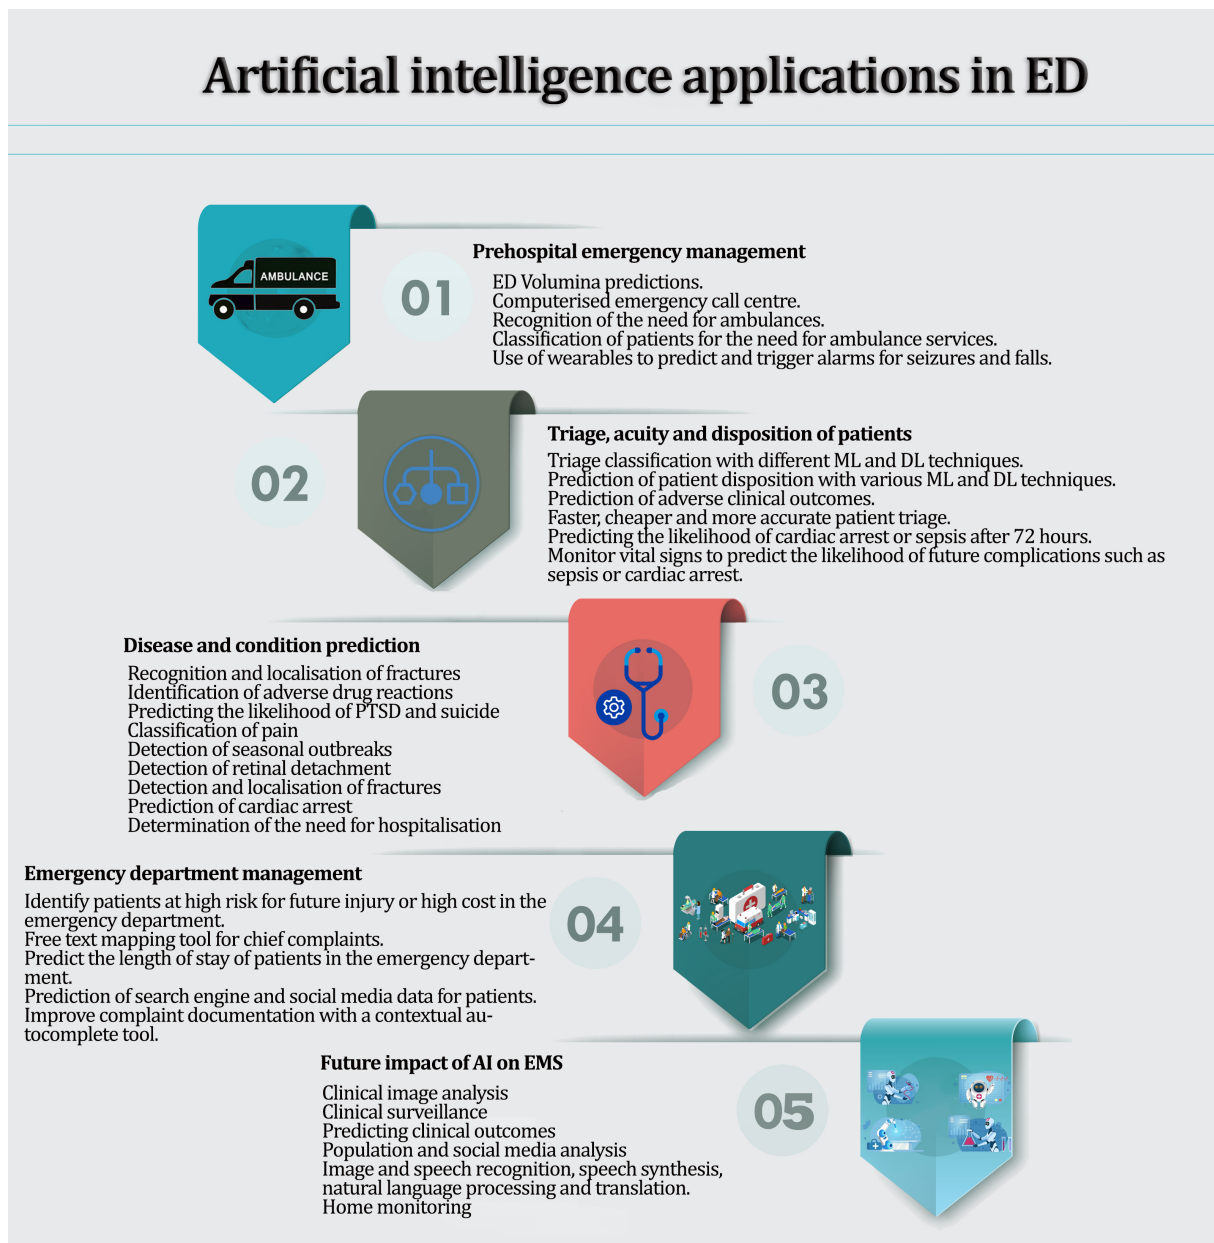 Artificial intelligence applications in ED
AMBULANCE
01
Prehospital emergency management
ED Volumina predictions.
Computerised emergency call centre.
Recognition of the need for ambulances.
Classification of patients for the need for ambulance services.
Use of wearables to predict and trigger alarms for seizures and falls.
02
Triage, acuity and disposition of patients
Triage classification with different ML and DL techniques.
Prediction of patient disposition with various ML and DL techniques.
Prediction of adverse clinical outcomes.
Faster, cheaper and more accurate patient triage.
Predicting the likelihood of cardiac arrest or sepsis after 72 hours.
Monitor vital signs to predict the likelihood of future complications such as
sepsis or cardiac arrest.
03
Disease and condition prediction
Recognition and localisation of fractures
Identification of adverse drug reactions
Predicting the likelihood of PTSD and suicide
Classification of pain
Detection of seasonal outbreaks
Detection of retinal detachment
Detection and localisation of fractures
Prediction of cardiac arrest
Determination of the need for hospitalisation
04
Emergency department management
Identify patients at high risk for future injury or high cost in the
emergency department.
Free text mapping tool for chief complaints.
Predict the length of stay of patients in the emergency depart-
ment.
Prediction of search engine and social media data for patients.
Improve complaint documentation with a contextual au-
tocomplete tool.
05
Future impact of AI on EMS
Clinical image analysis
Clinical surveillance
Predicting clinical outcomes
Population and social media analysis
Image and speech recognition, speech synthesis,
natural language processing and translation.
Home monitoring